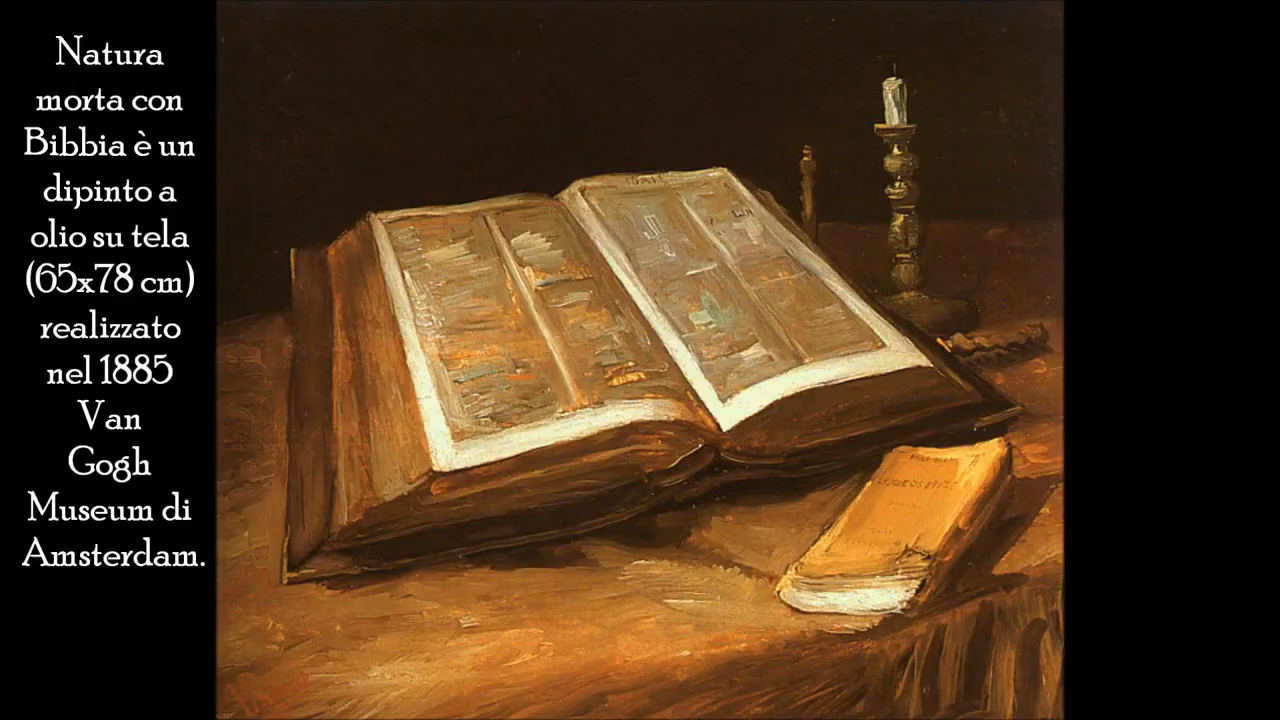 Natura
morta con
Bibbia è un
dipinto a
olio su tela
(65x78 cm)
realizzato
nel 1885
Van
Gogh
Museum di
Amsterdam.